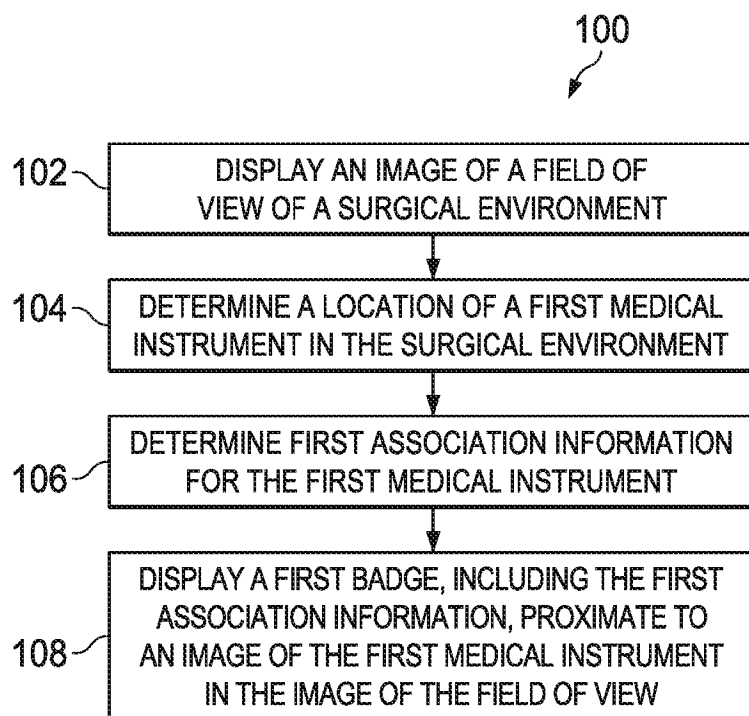 100
102
DISPLAY AN IMAGE OF A FIELD OF
VIEW OF A SURGICAL ENVIRONMENT
104
DETERMINE A LOCATION OF A FIRST MEDICAL
INSTRUMENT IN THE SURGICAL ENVIRONMENT
106
DETERMINE FIRST ASSOCIATION INFORMATION
FOR THE FIRST MEDICAL INSTRUMENT
108
DISPLAY A FIRST BADGE, INCLUDING THE FIRST
ASSOCIATION INFORMATION, PROXIMATE TO
AN IMAGE OF THE FIRST MEDICAL INSTRUMENT
IN THE IMAGE OF THE FIELD OF VIEW